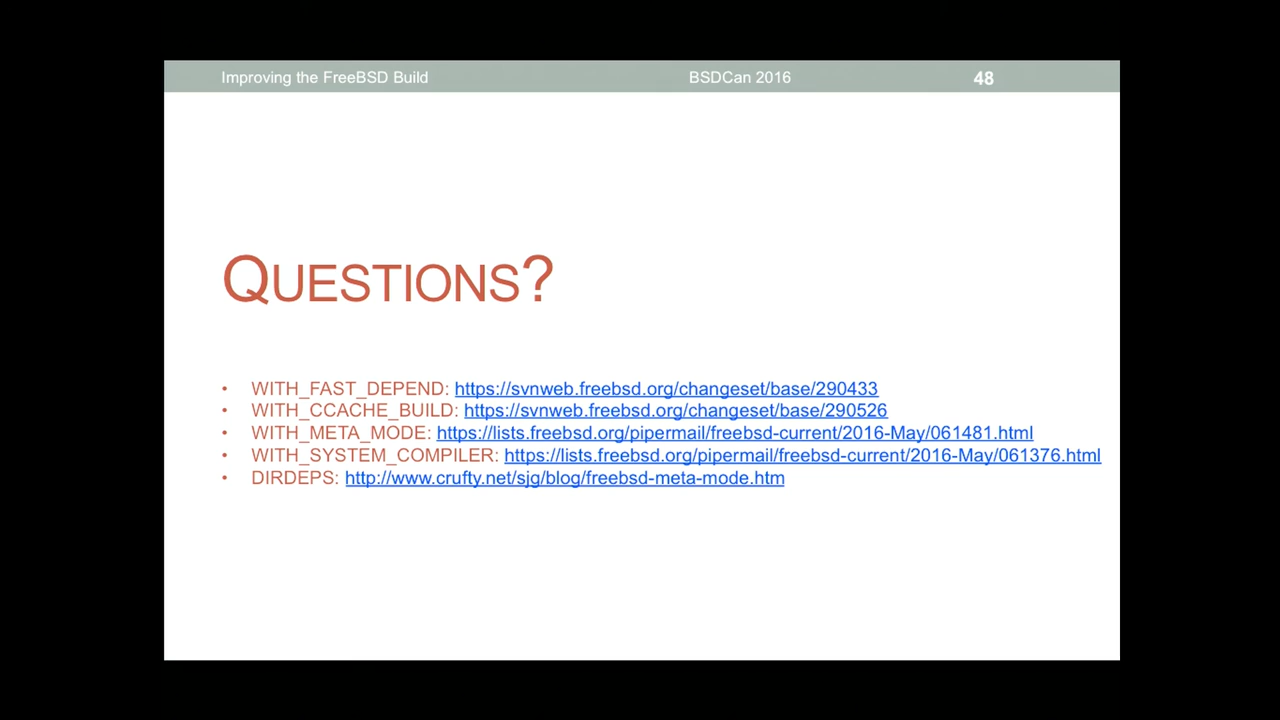 Improving the FreeBSD Build BSDCan 2016 48
QUESTIONS?
• WITH_FAST_DEPEND: https://svnweb.freebsd.org/changeset/base/290433
• WITH_CCACHE_BUILD: https://svnweb.freebsd.org/changeset/base/290526
• WITH_META_MODE: https://lists.freebsd.org/pipermail/freebsd-current/2016-May/061481.html
• WITH_SYSTEM_COMPILER: https://lists.freebsd.org/pipermail/freebsd-current/2016-May/061376.html
• DIRDEPS: http://www.crufty.net/sjg/blog/freebsd-meta-mode.htm